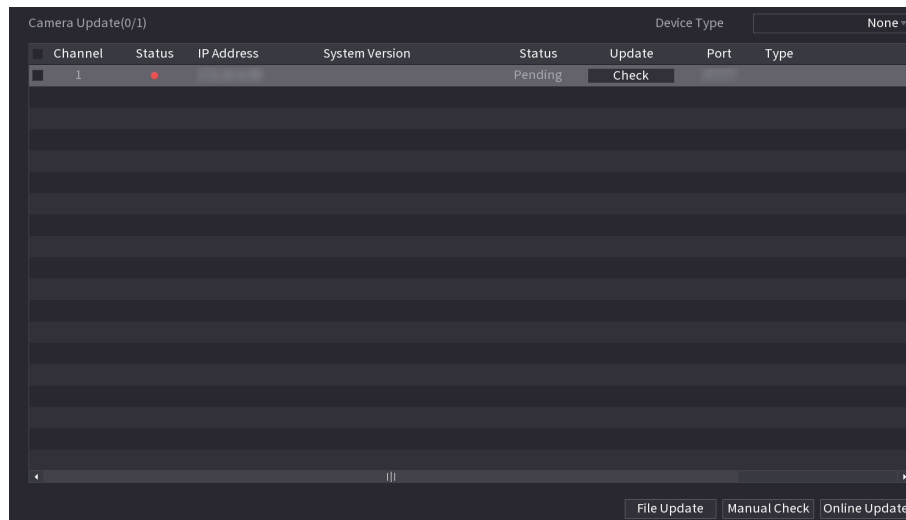 Camera Update(0/1) Device Type None
Channel Status IP Address System Version Status Update Port Type
1 Pending Check
File Update Manual Check Online Update